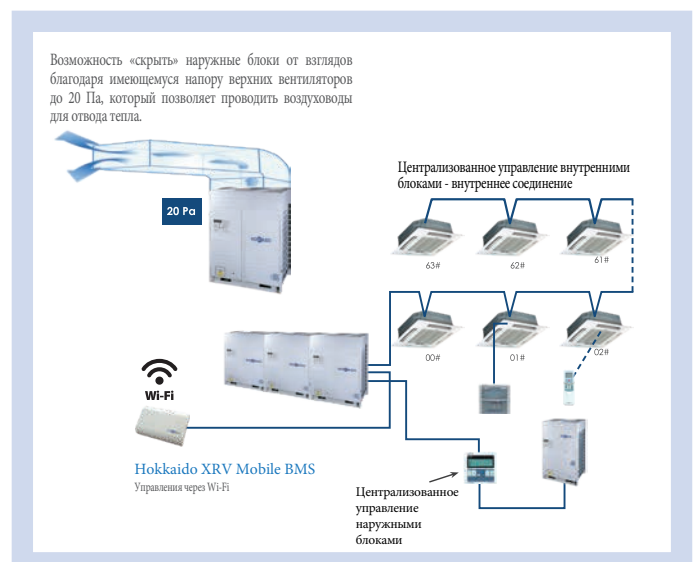 Возможность «скрыть» наружные блоки от взглядов
благодаря имеющемуся напору верхних вентиляторов
до 20 Па, который позволяет проводить воздуховоды
для отвода тепла.
20 Pa
Централизованное управление внутренними
блоками - внутреннее соединение
63#
62#
61#
00#
01#
02#
Wi-Fi
Hokkaido XRV Mobile BMS
Управления через Wi-Fi
Централизованное
управление
наружными
блоками